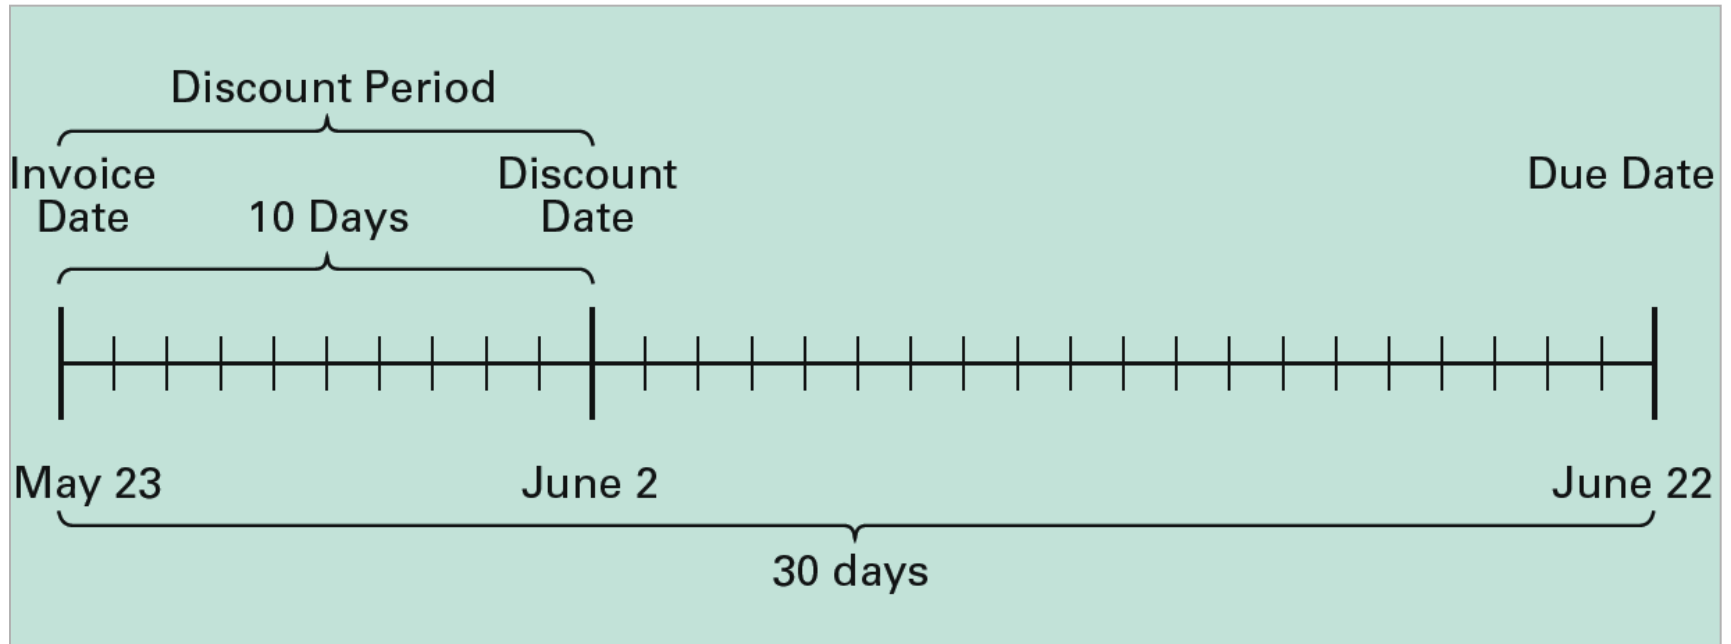 Discount Period
Invoice
Date
10 Days
Discount
Date
Due Date
May 23
June 2
June 22
30 days